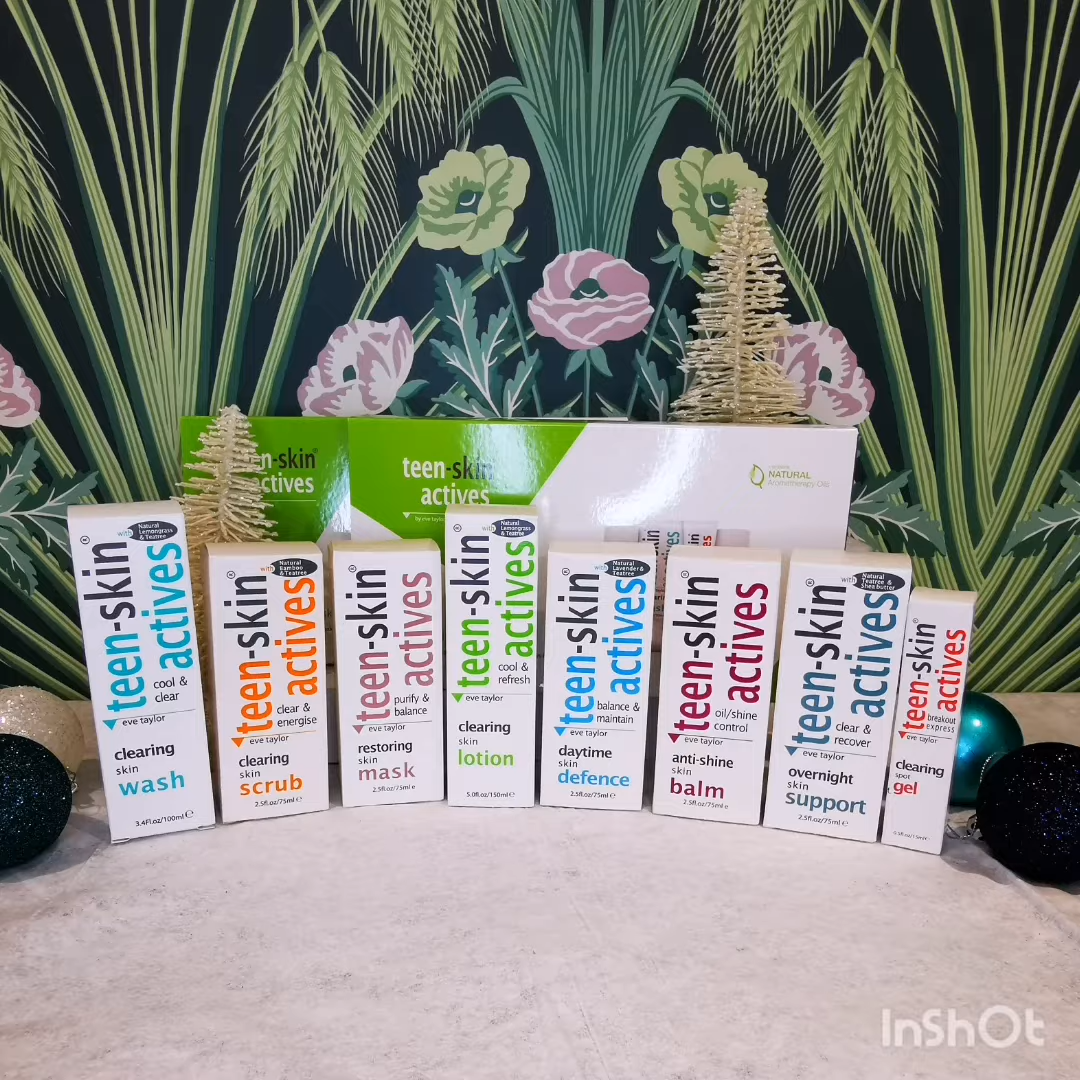 n-skin®
actives
teen-skin
actives
by eve taylor
NATURAL
Aromatherapy Oils
with Natural
Lemongrass
& Teatree
teen-skin®
actives
cool &
clear
eve taylor
clearing
skin
wash
3.4Fl.oz/100ml e
with Natural
Bamboo
& Teatree
teen-skin®
actives
clear &
energise
eve taylor
clearing
skin
scrub
2.5fl.oz/75ml e
teen-skin®
actives
purify &
balance
eve taylor
restoring
skin
mask
2.5fl.oz/75ml e
with Natural
Lemongrass
& Teatree
teen-skin®
actives
cool &
refresh
eve taylor
clearing
skin
lotion
5.0fl.oz/150ml e
with Natural
Lavender &
Teatree
teen-skin®
actives
balance &
maintain
eve taylor
daytime
skin
defence
2.5fl.oz/75ml e
teen-skin®
actives
oil/shine
control
eve taylor
anti-shine
skin
balm
2.5fl.oz/75ml e
with Natural
Teatree &
Shea butter
teen-skin®
actives
clear &
recover
eve taylor
overnight
skin
support
2.5fl.oz/75ml e
teen-skin®
actives
breakout
express
eve taylor
clearing
spot
gel
InShOt